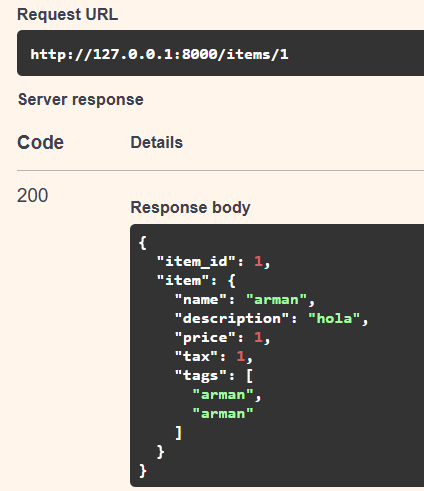 Request URL
http://127.0.0.1:8000/items/1
Server response
Code Details
200
Response body
{
  "item_id": 1,
  "item": {
    "name": "arman",
    "description": "hola",
    "price": 1,
    "tax": 1,
    "tags": [
      "arman",
      "arman"
    ]
  }
}